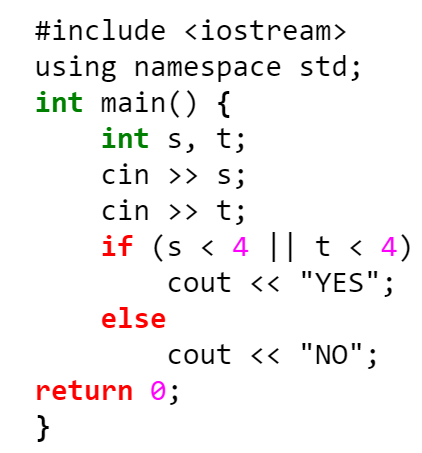 #include <iostream>
using namespace std;
int main() {
    int s, t;
    cin >> s;
    cin >> t;
    if (s < 4 || t < 4)
        cout << "YES";
    else
        cout << "NO";
return 0;
}